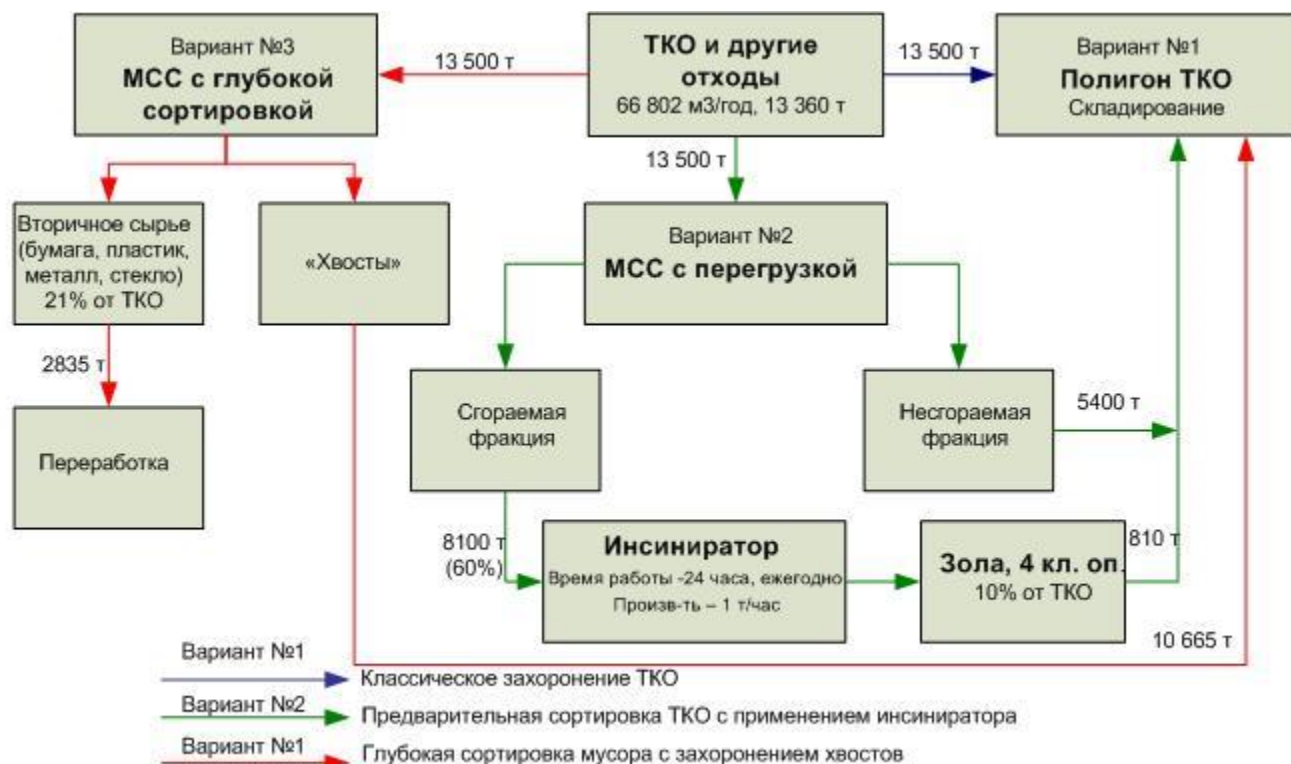 Вариант №3
МСС с глубокой
сортировкой
13 500 т
ТКО и другие
отходы
66 802 м3/год, 13 360 т
13 500 т
Вариант №1
Полигон ТКО
Складирование
13 500 т
Вторичное сырье
(бумага, пластик,
металл, стекло)
21% от ТКО
«Хвосты»
Вариант №2
МСС с перегрузкой
2835 т
Переработка
Сгораемая
фракция
Несгораемая
фракция
5400 т
8100 т
(60%)
Инсиниратор
Время работы -24 часа, ежегодно
Произв-ть – 1 т/час
Зола, 4 кл. оп.
10% от ТКО
810 т
10 665 т
Вариант №1
Классическое захоронение ТКО
Вариант №2
Предварительная сортировка ТКО с применением инсиниратора
Вариант №1
Глубокая сортировка мусора с захоронением хвостов